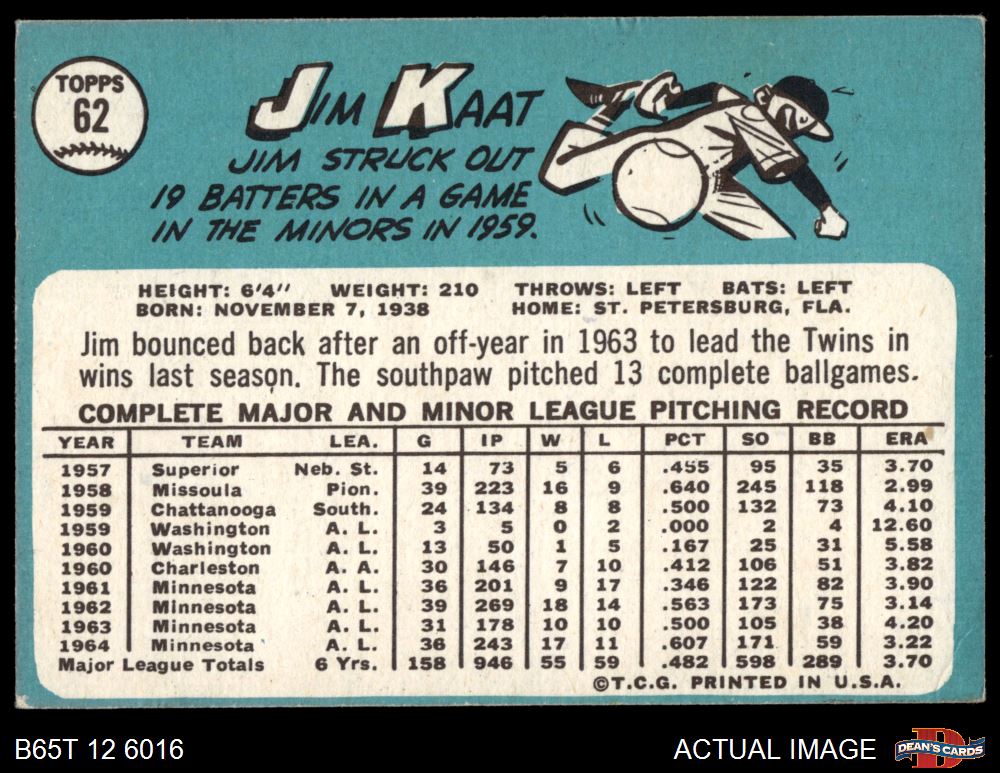 TOPPS
62
JIM KAAT
JIM STRUCK OUT
19 BATTERS IN A GAME
IN THE MINORS IN 1959.
HEIGHT: 6'4" WEIGHT: 210 THROWS: LEFT BATS: LEFT
BORN: NOVEMBER 7, 1938 HOME: ST. PETERSBURG, FLA.
Jim bounced back after an off-year in 1963 to lead the Twins in
wins last season. The southpaw pitched 13 complete ballgames.
COMPLETE MAJOR AND MINOR LEAGUE PITCHING RECORD
YEAR TEAM LEA. G IP W L PCT SO BB ERA
1957 Superior Neb. St. 14 73 5 6 .455 95 35 3.70
1958 Missoula Pion. 39 223 16 9 .640 245 118 2.99
1959 Chattanooga South. 24 134 8 8 .500 132 73 4.10
1959 Washington A. L. 3 5 0 2 .000 2 4 12.60
1960 Washington A. L. 13 50 1 5 .167 25 31 5.58
1960 Charleston A. A. 30 146 7 10 .412 106 51 3.82
1961 Minnesota A. L. 36 201 9 17 .346 122 82 3.90
1962 Minnesota A. L. 39 269 18 14 .563 173 75 3.14
1963 Minnesota A. L. 31 178 10 10 .500 105 38 4.20
1964 Minnesota A. L. 36 243 17 11 .607 171 59 3.22
Major League Totals 6 Yrs. 158 946 55 59 .482 598 289 3.70
©T.C.G. PRINTED IN U.S.A.
B65T 12 6016 ACTUAL IMAGE DEAN'S CARDS